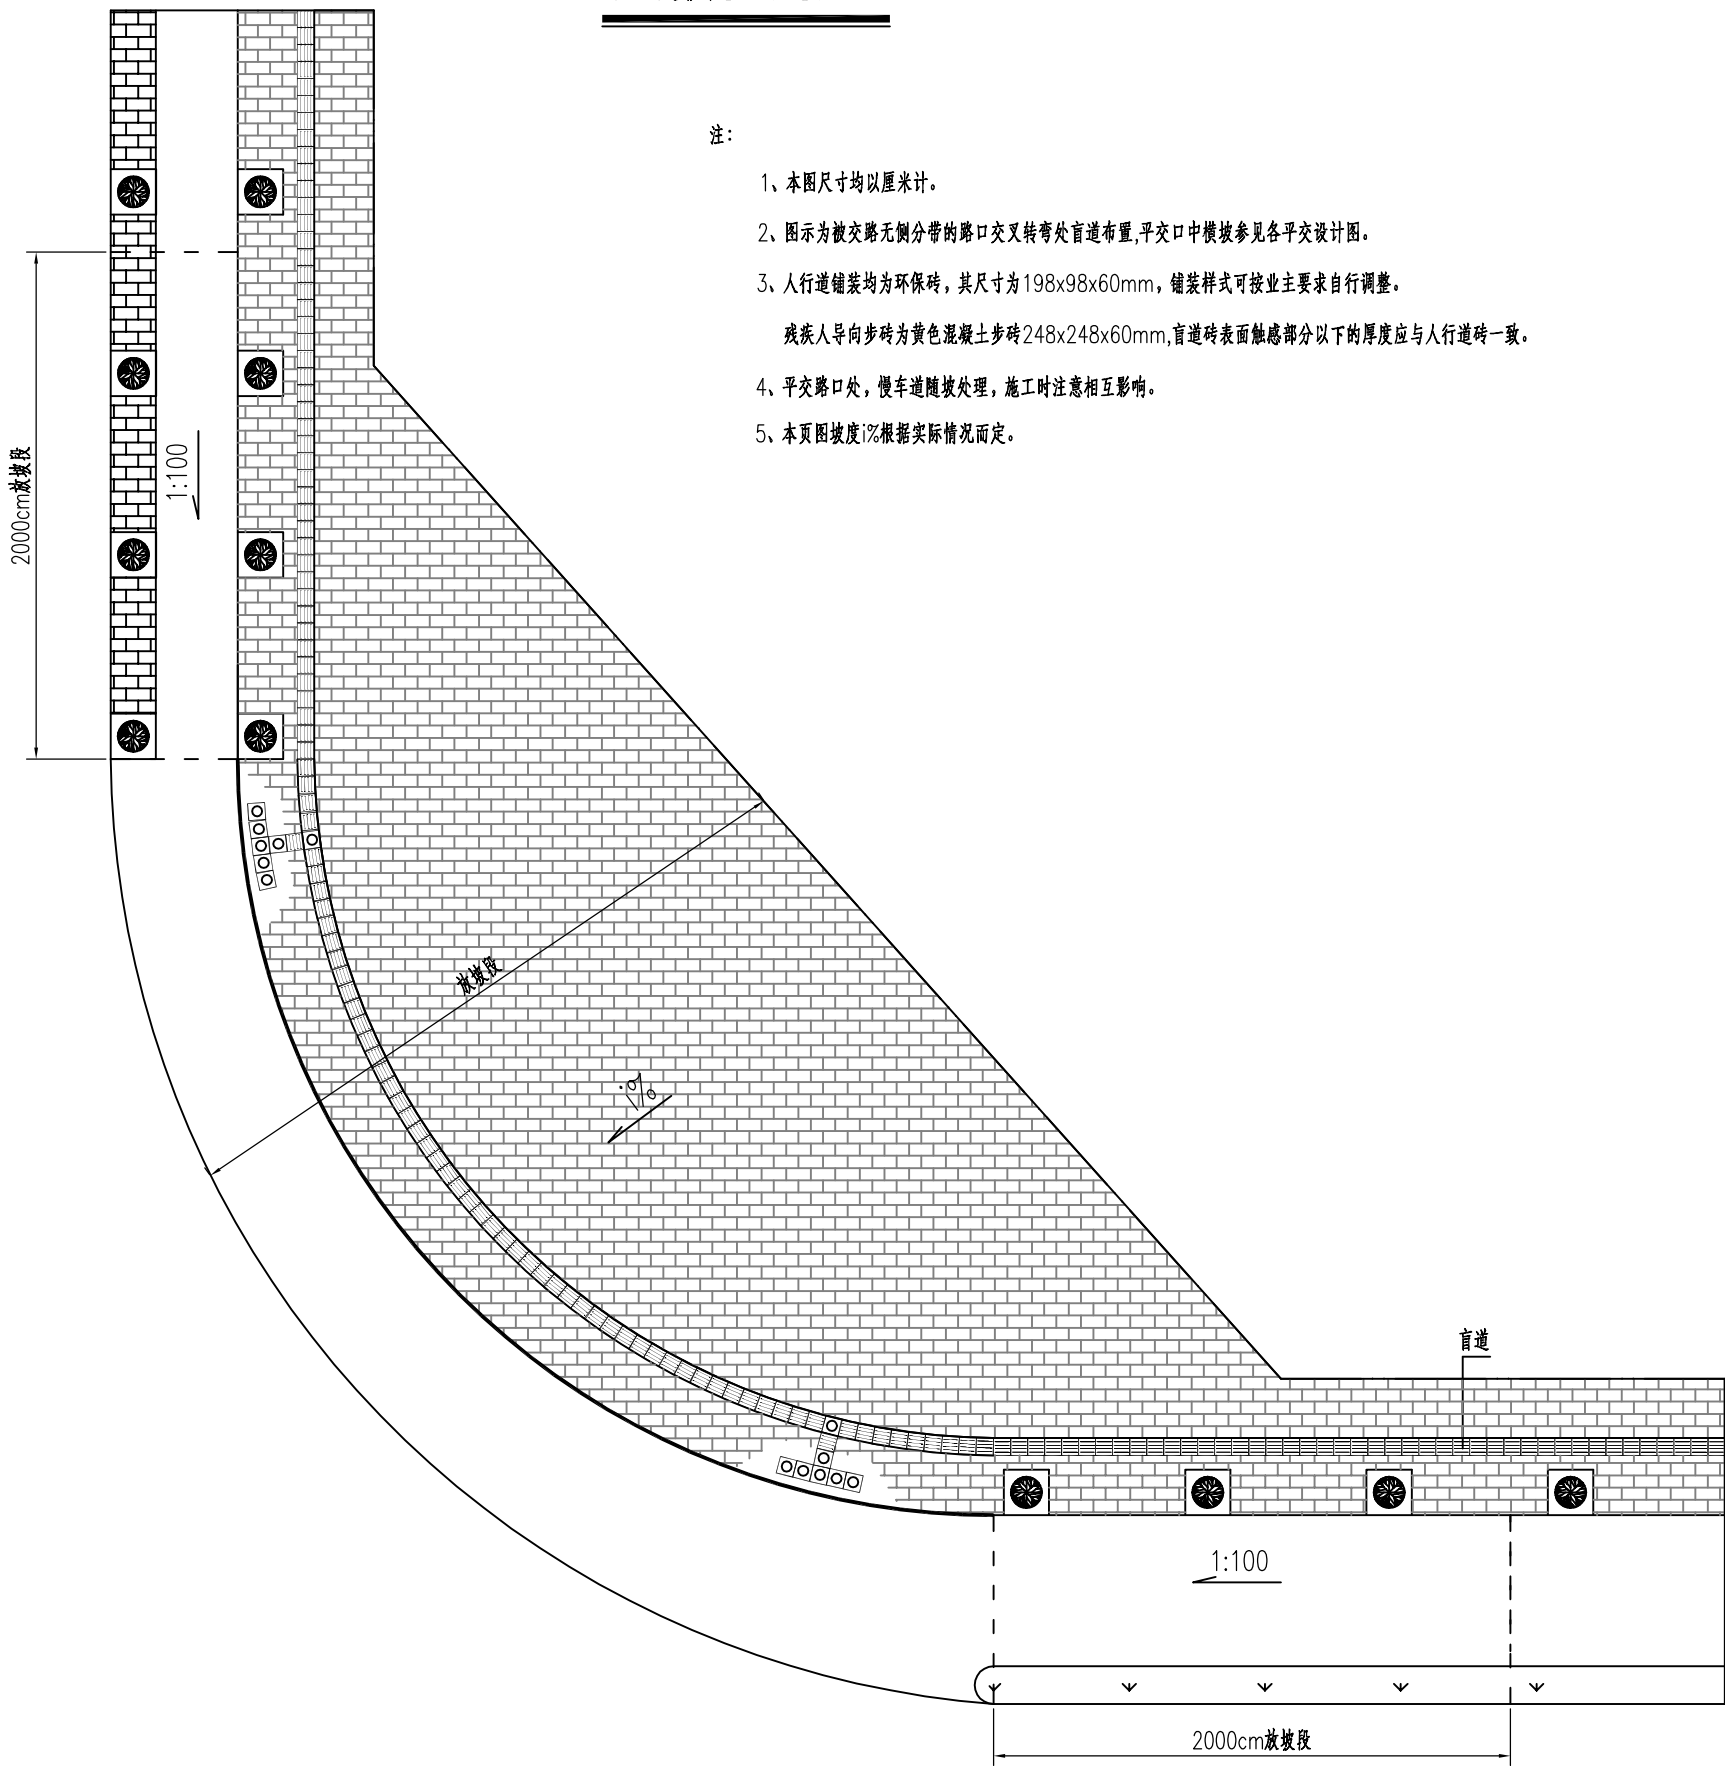 注：
1、本图尺寸均以厘米计。
2、图示为被交路无侧分带的路口交叉转弯处盲道布置,平交口中横坡参见各平交设计图。
3、人行道铺装均为环保砖，其尺寸为198x98x60mm，铺装样式可按业主要求自行调整。
残疾人导向步砖为黄色混凝土步砖248x248x60mm,盲道砖表面触感部分以下的厚度应与人行道砖一致。
4、平交路口处，慢车道随坡处理，施工时注意相互影响。
5、本页图坡度i%根据实际情况而定。
2000cm放坡段
1:100
放坡段
i%
盲道
1:100
2000cm放坡段